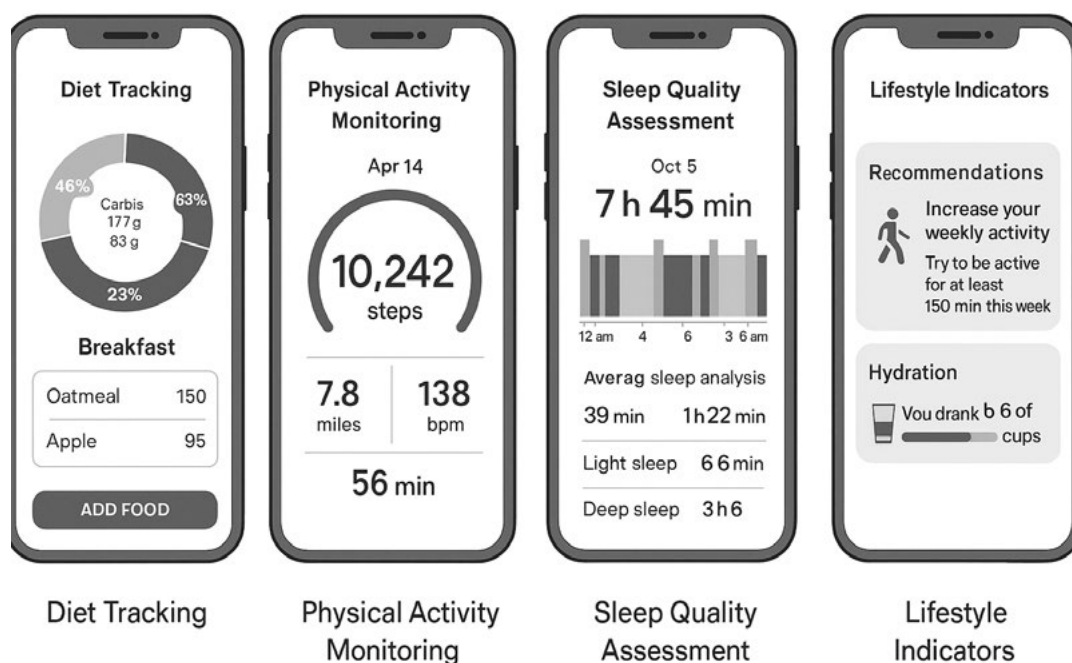 Diet Tracking
46%
63%
Carbis
177 g
83 g
23%
Breakfast
Oatmeal 150
Apple 95
ADD FOOD
Physical Activity
Monitoring
Apr 14
10,242
steps
7.8
miles
138
bpm
56 min
Sleep Quality
Assessment
Oct 5
7 h 45 min
12 am 4 6 3 6 am
Averag sleep analysis
39 min 1 h 22 min
Light sleep 6 6 min
Deep sleep 3 h 6
Lifestyle Indicators
Recommendations
Increase your
weekly activity
Try to be active
for at least
150 min this week
Hydration
Vou drank b 6 of
cups
Diet Tracking
Physical Activity
Monitoring
Sleep Quality
Assessment
Lifestyle
Indicators